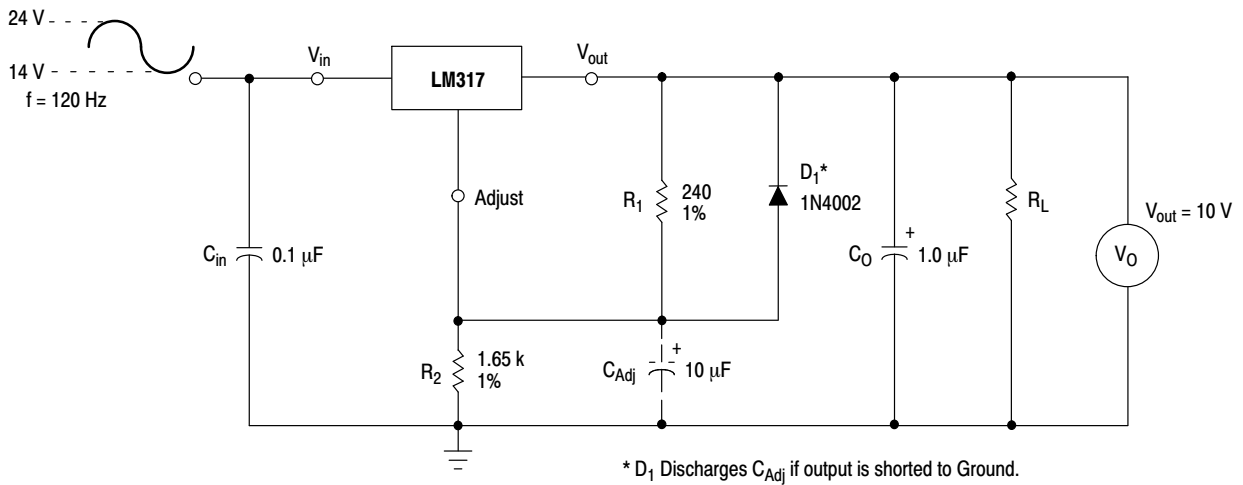 24 V
14 V
f = 120 Hz
V_in
LM317
V_out
Adjust
C_in
0.1 μF
R_1
240
1%
D_1*
1N4002
C_O
+
1.0 μF
R_L
V_out = 10 V
V_O
R_2
1.65 k
1%
C_Adj
+
10 μF
* D_1 Discharges C_Adj if output is shorted to Ground.